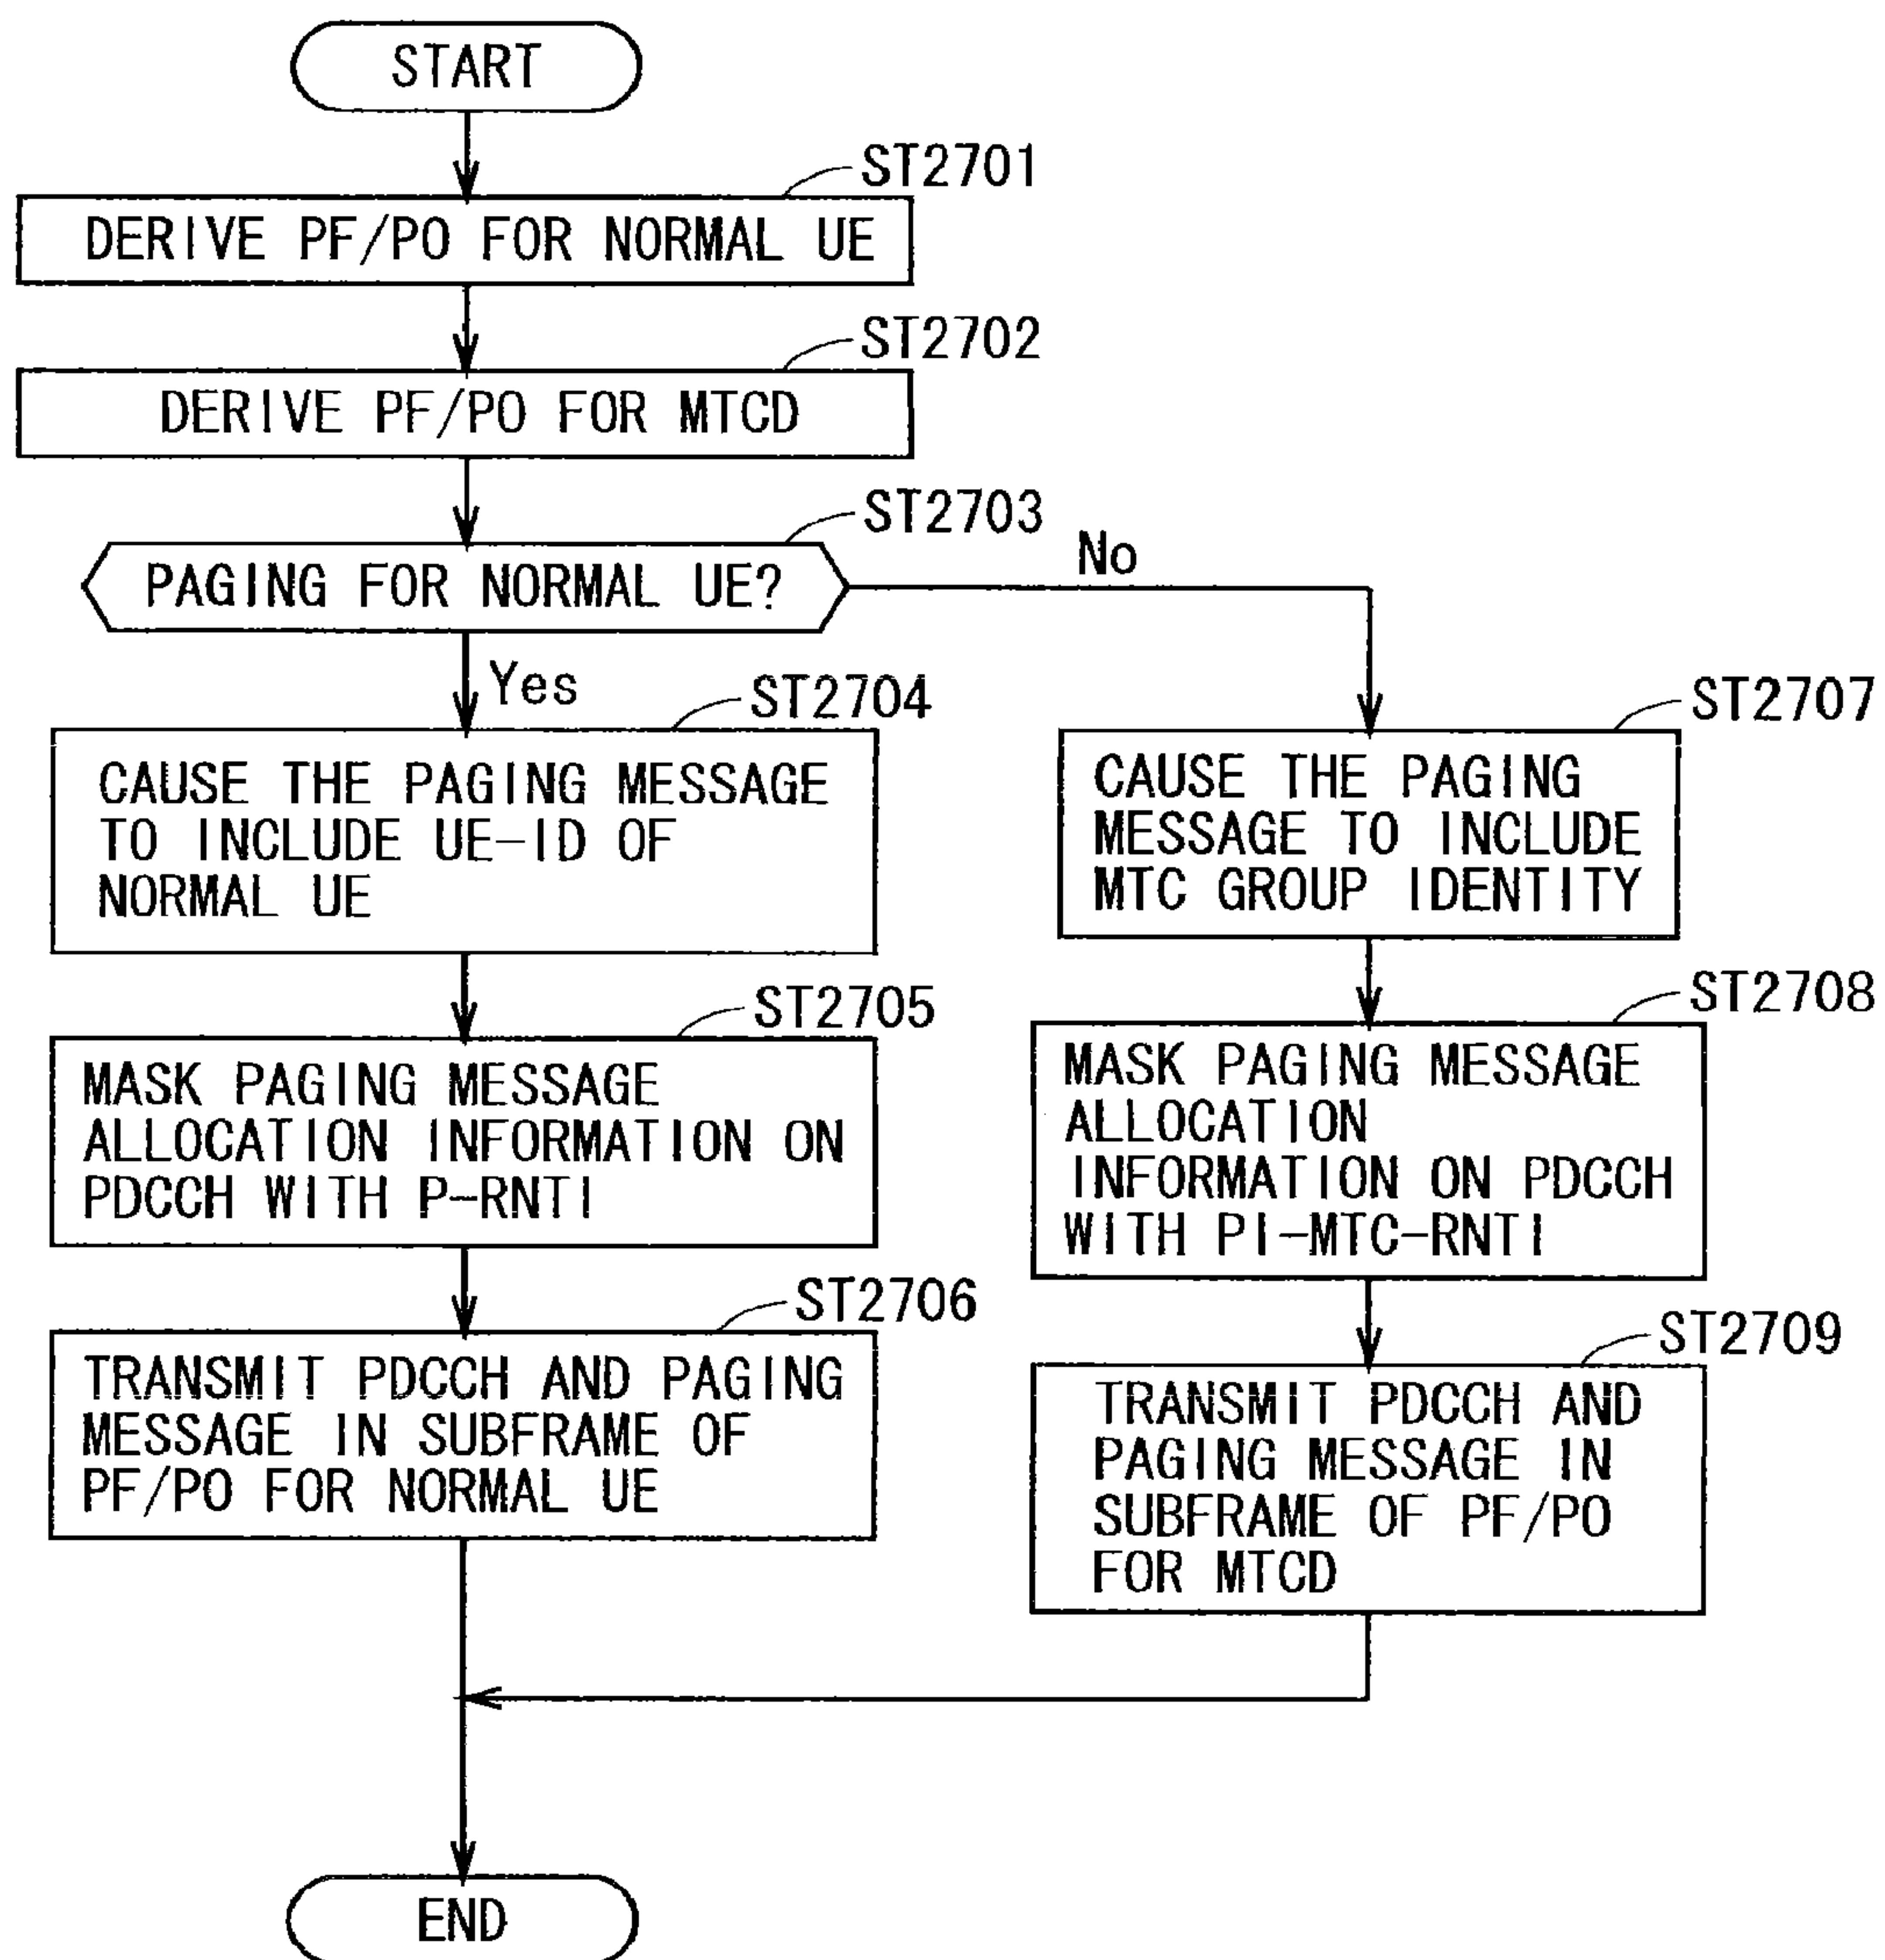 START
ST2701
DERIVE PF/PO FOR NORMAL UE
ST2702
DERIVE PF/PO FOR MTCD
ST2703
PAGING FOR NORMAL UE?
No
Yes
ST2704
CAUSE THE PAGING MESSAGE
TO INCLUDE UE-ID OF
NORMAL UE
ST2705
MASK PAGING MESSAGE
ALLOCATION INFORMATION ON
PDCCH WITH P-RNTI
ST2706
TRANSMIT PDCCH AND PAGING
MESSAGE IN SUBFRAME OF
PF/PO FOR NORMAL UE
ST2707
CAUSE THE PAGING
MESSAGE TO INCLUDE
MTC GROUP IDENTITY
ST2708
MASK PAGING MESSAGE
ALLOCATION
INFORMATION ON PDCCH
WITH PI-MTC-RNTI
ST2709
TRANSMIT PDCCH AND
PAGING MESSAGE IN
SUBFRAME OF PF/PO
FOR MTCD
END